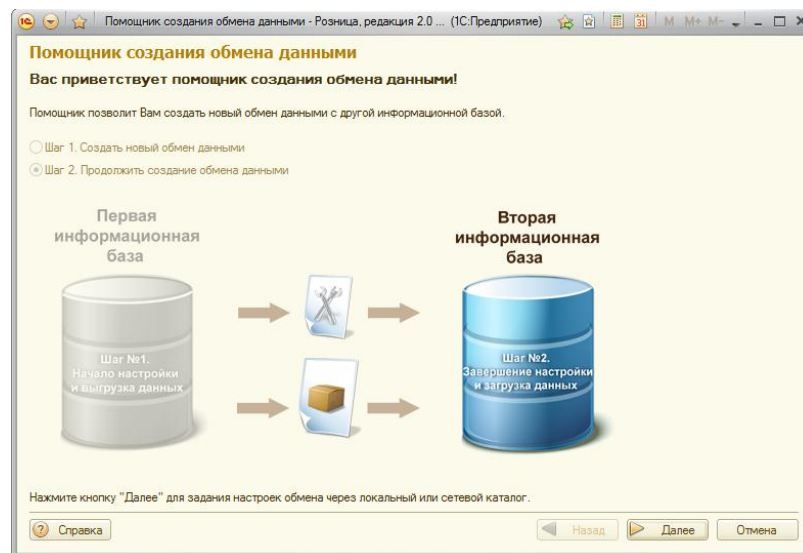 Помощник создания обмена данными - Розница, редакция 2.0 ... (1С:Предприятие)
M M+ M-
31
Помощник создания обмена данными
Вас приветствует помощник создания обмена данными!
Помощник позволит Вам создать новый обмен данными с другой информационной базой.
Шаг 1. Создать новый обмен данными
Шаг 2. Продолжить создание обмена данными
Первая
информационная
база
Вторая
информационная
база
Шаг №1.
Начало настройки
и выгрузка данных
Шаг №2.
Завершение настройки
и загрузка данных
Нажмите кнопку "Далее" для задания настроек обмена через локальный или сетевой каталог.
? Справка
Назад
Далее
Отмена